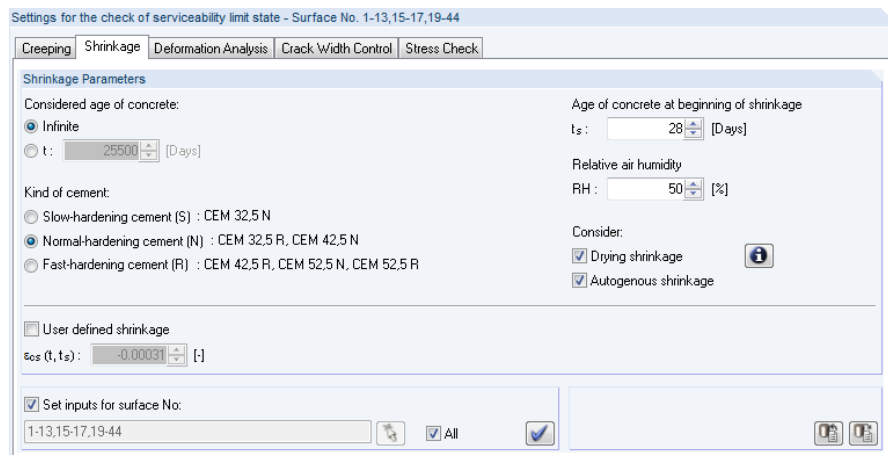 Settings for the check of serviceability limit state - Surface No. 1-13,15-17,19-44
Creeping Shrinkage Deformation Analysis Crack Width Control Stress Check
Shrinkage Parameters
Considered age of concrete:
Infinite
t : 25500 [Days]
Kind of cement:
Slow-hardening cement (S) : CEM 32,5 N
Normal-hardening cement (N) : CEM 32,5 R, CEM 42,5 N
Fast-hardening cement (R) : CEM 42,5 R, CEM 52,5 N, CEM 52,5 R
Age of concrete at beginning of shrinkage
ts : 28 [Days]
Relative air humidity
RH : 50 [%]
Consider:
Drying shrinkage
Autogenous shrinkage
User defined shrinkage
εcs (t, ts) : -0.00031 [-]
Set inputs for surface No:
1-13,15-17,19-44 All